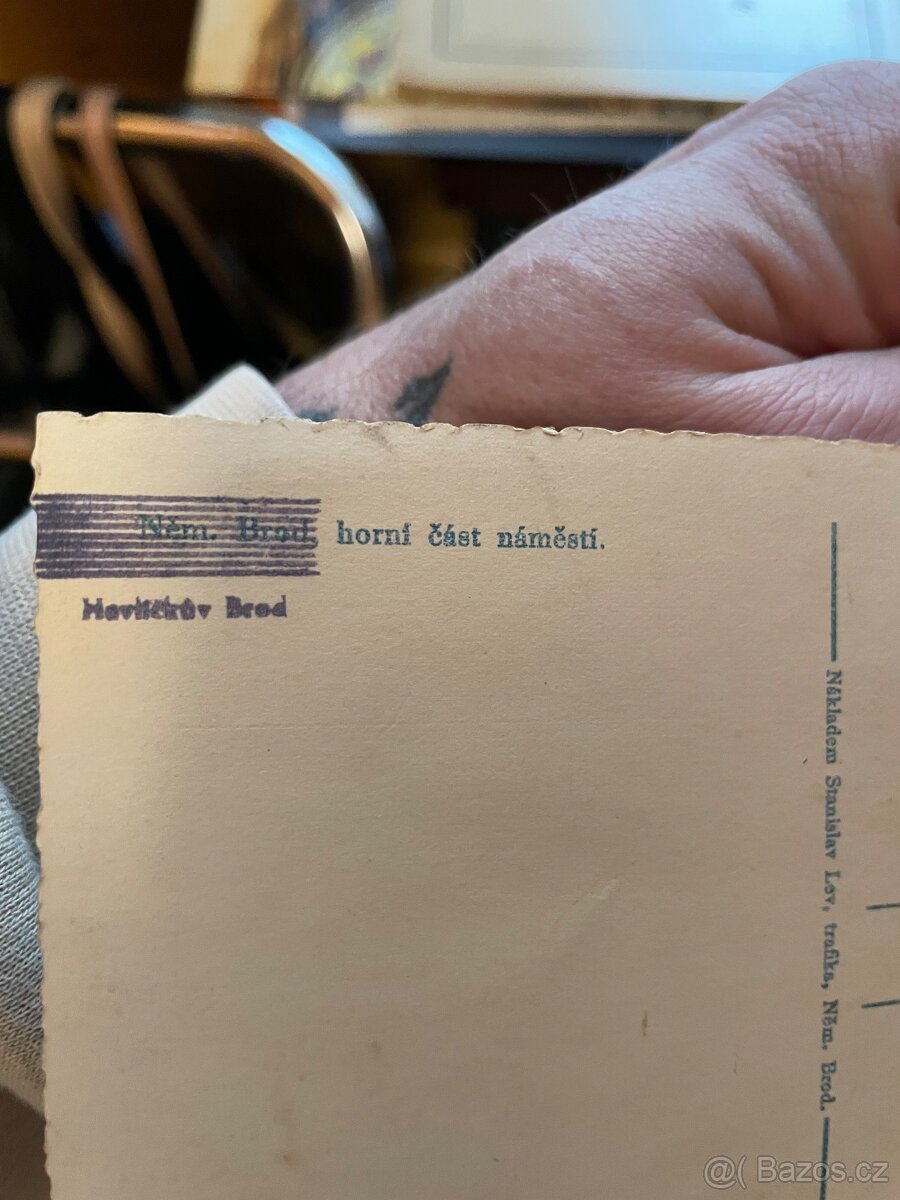 Něm. Brod, horní část náměstí.
Havlíčkův Brod
Nákladem Stanislav Lev, trafika, Něm. Brod.
@( Bazos.cz